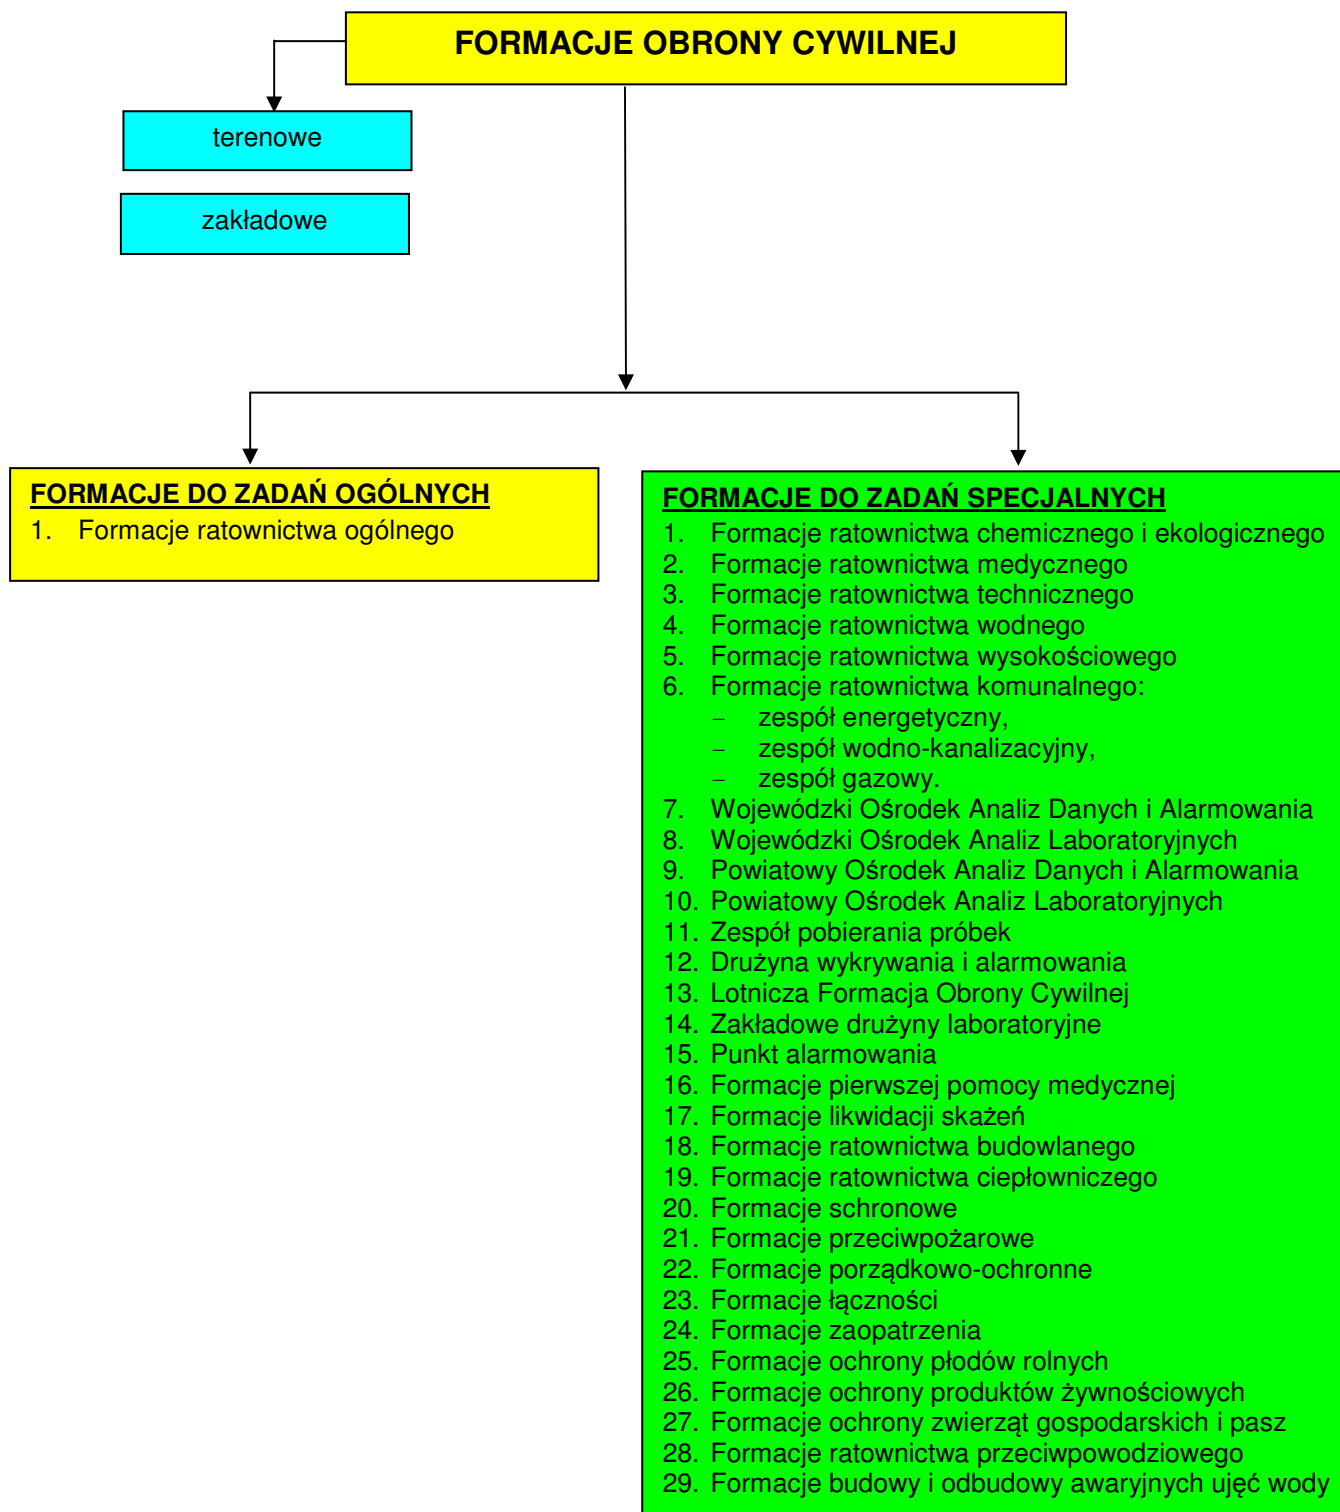 FORMACJE OBRONY CYWILNEJ
terenowe
zakładowe
FORMACJE DO ZADAŃ OGÓLNYCH
1. Formacje ratownictwa ogólnego
FORMACJE DO ZADAŃ SPECJALNYCH
1. Formacje ratownictwa chemicznego i ekologicznego
2. Formacje ratownictwa medycznego
3. Formacje ratownictwa technicznego
4. Formacje ratownictwa wodnego
5. Formacje ratownictwa wysokościowego
6. Formacje ratownictwa komunalnego:
− zespół energetyczny,
− zespół wodno-kanalizacyjny,
− zespół gazowy.
7. Wojewódzki Ośrodek Analiz Danych i Alarmowania
8. Wojewódzki Ośrodek Analiz Laboratoryjnych
9. Powiatowy Ośrodek Analiz Danych i Alarmowania
10. Powiatowy Ośrodek Analiz Laboratoryjnych
11. Zespół pobierania próbek
12. Drużyna wykrywania i alarmowania
13. Lotnicza Formacja Obrony Cywilnej
14. Zakładowe drużyny laboratoryjne
15. Punkt alarmowania
16. Formacje pierwszej pomocy medycznej
17. Formacje likwidacji skażeń
18. Formacje ratownictwa budowlanego
19. Formacje ratownictwa ciepłowniczego
20. Formacje schronowe
21. Formacje przeciwpożarowe
22. Formacje porządkowo-ochronne
23. Formacje łączności
24. Formacje zaopatrzenia
25. Formacje ochrony płodów rolnych
26. Formacje ochrony produktów żywnościowych
27. Formacje ochrony zwierząt gospodarskich i pasz
28. Formacje ratownictwa przeciwpowodziowego
29. Formacje budowy i odbudowy awaryjnych ujęć wody